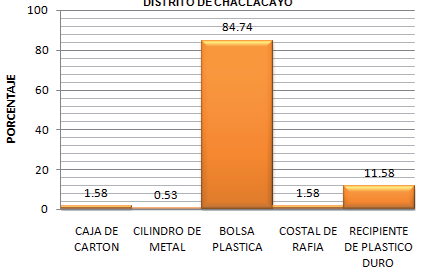 DISTRITO DE CHACLACAYO
PORCENTAJE
100
80
60
40
20
0
1.58
0.53
84.74
1.58
11.58
CAJA DE
CARTON
CILINDRO DE
METAL
BOLSA
PLASTICA
COSTAL DE
RAFIA
RECIPIENTE
DE PLASTICO
DURO